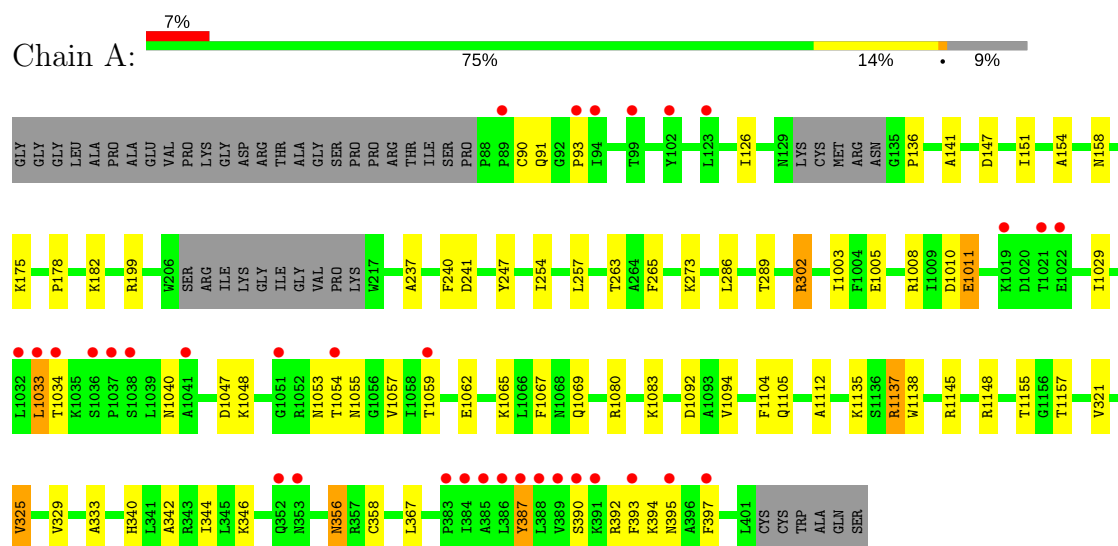 7%
Chain A:
75% 14% • 9%
GLY GLY GLY LEU ALA PRO ALA GLU VAL PRO LYS GLY ASP ARG THR ALA GLY SER PRO PRO ARG THR ILE SER PRO P88 P89 C90 Q91 G92 P93 I94 T99 Y102 L123 I126 N129 LYS CYS MET ARG ASN G135 P136 A141 D147 I151 A154 N158
K175 P178 K182 R199 W206 SER ARG ILE LYS GLY ILE GLY VAL PRO LYS W217 A237 F240 D241 Y247 I254 L257 T263 A264 F265 K273 L286 T289 R302 I1003 F1004 E1005 R1008 I1009 D1010 E1011 K1019 D1020 T1021 E1022 I1029
L1032 L1033 T1034 K1035 S1036 P1037 S1038 L1039 N1040 A1041 D1047 K1048 G1051 R1052 N1053 T1054 N1055 G1056 V1057 I1058 T1059 E1062 K1065 L1066 F1067 N1068 Q1069 R1080 K1083 D1092 A1093 V1094 F1104 Q1105 A1112 K1135 S1136 R1137 W1138 R1145 R1148 T1155 G1156 T1157 V321
V325 V329 A333 H340 L341 A342 R343 I344 L345 K346 Q352 N353 N356 R357 C358 L367 P383 I384 A385 L386 Y387 L388 V389 S390 K391 R392 F393 K394 N395 A396 F397 L401 CYS CYS TRP ALA GLN SER